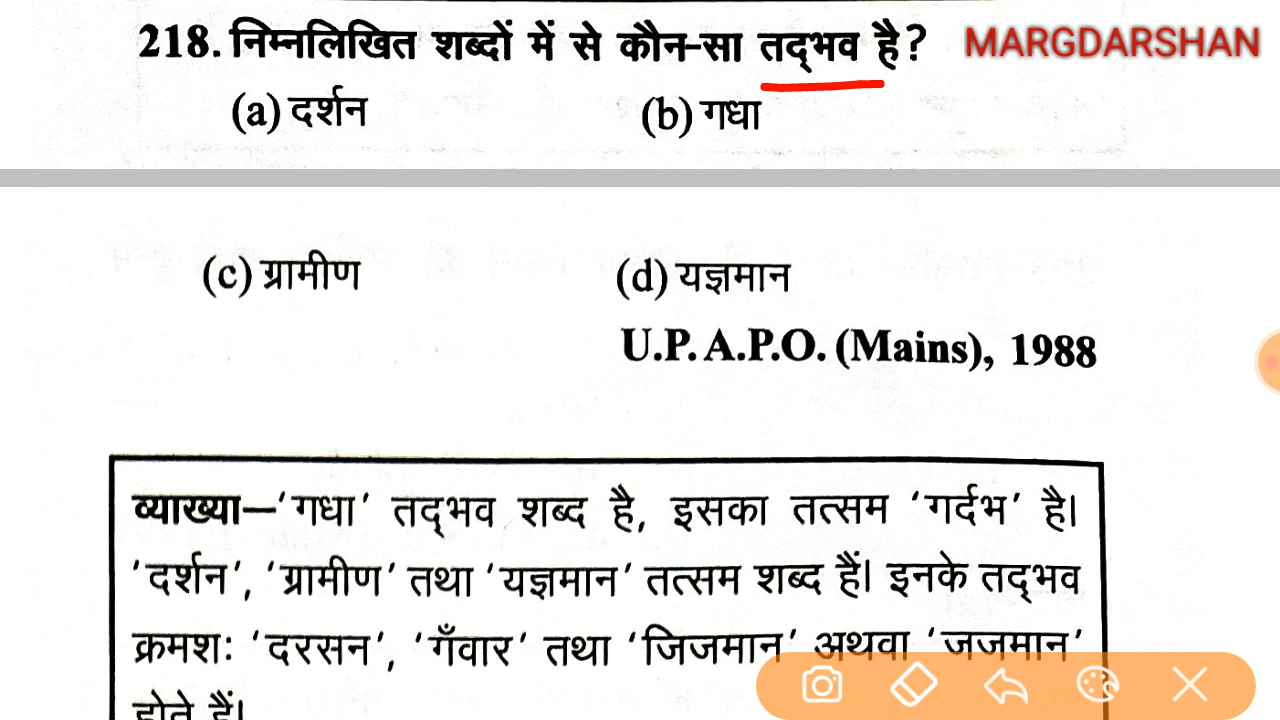 218. निम्नलिखित शब्दों में से कौन-सा तद्भव है? MARGDARSHAN
(a) दर्शन (b) गधा
(c) ग्रामीण (d) यज्ञमान
U.P. A.P.O. (Mains), 1988
व्याख्या–'गधा' तद्भव शब्द है, इसका तत्सम 'गर्दभ' है।
'दर्शन', 'ग्रामीण' तथा 'यज्ञमान' तत्सम शब्द हैं। इनके तद्भव
क्रमशः 'दरसन', 'गँवार' तथा 'जिजमान' अथवा 'जजमान'
होते हैं।